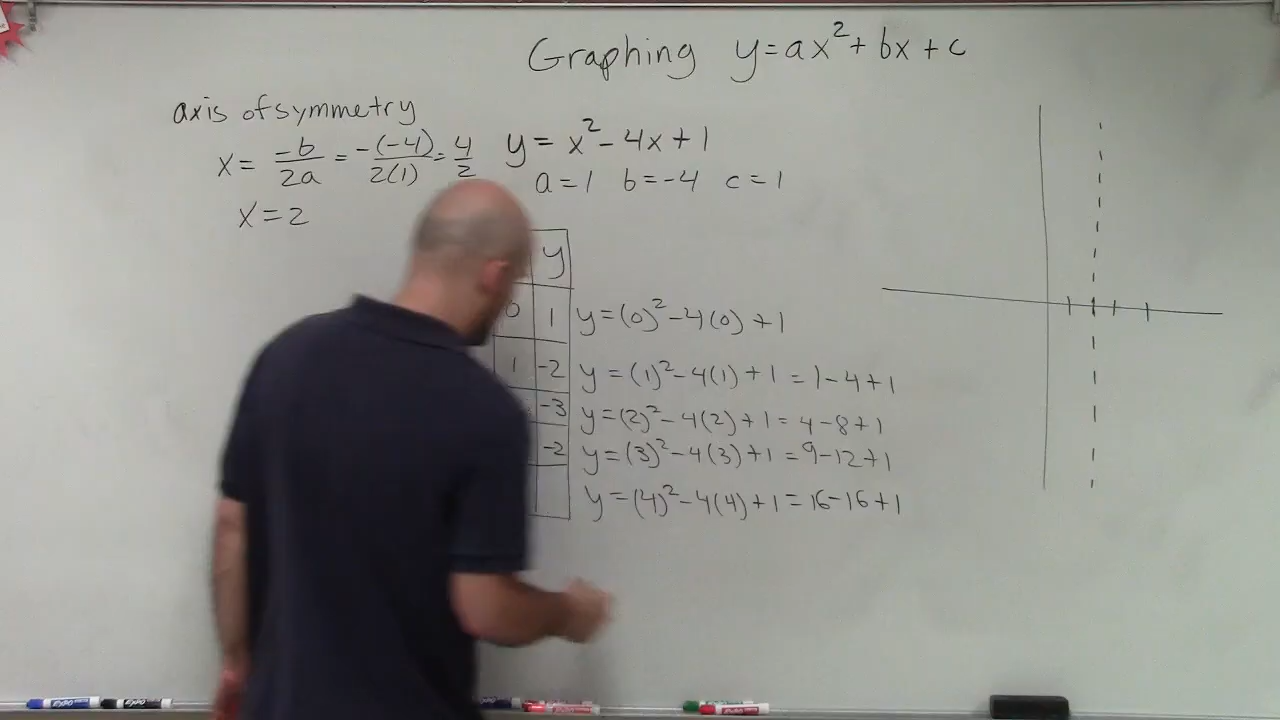 Graphing y=ax²+bx+c
axis of symmetry
x= -b/2a = -(-4)/2(1) = 4/2
x=2
y=x²-4x+1
a=1 b=-4 c=1
y
0 1 y=(0)²-4(0)+1
1 -2 y=(1)²-4(1)+1=1-4+1
-3 y=(2)²-4(2)+1=4-8+1
-2 y=(3)²-4(3)+1=9-12+1
y=(4)²-4(4)+1=16-16+1